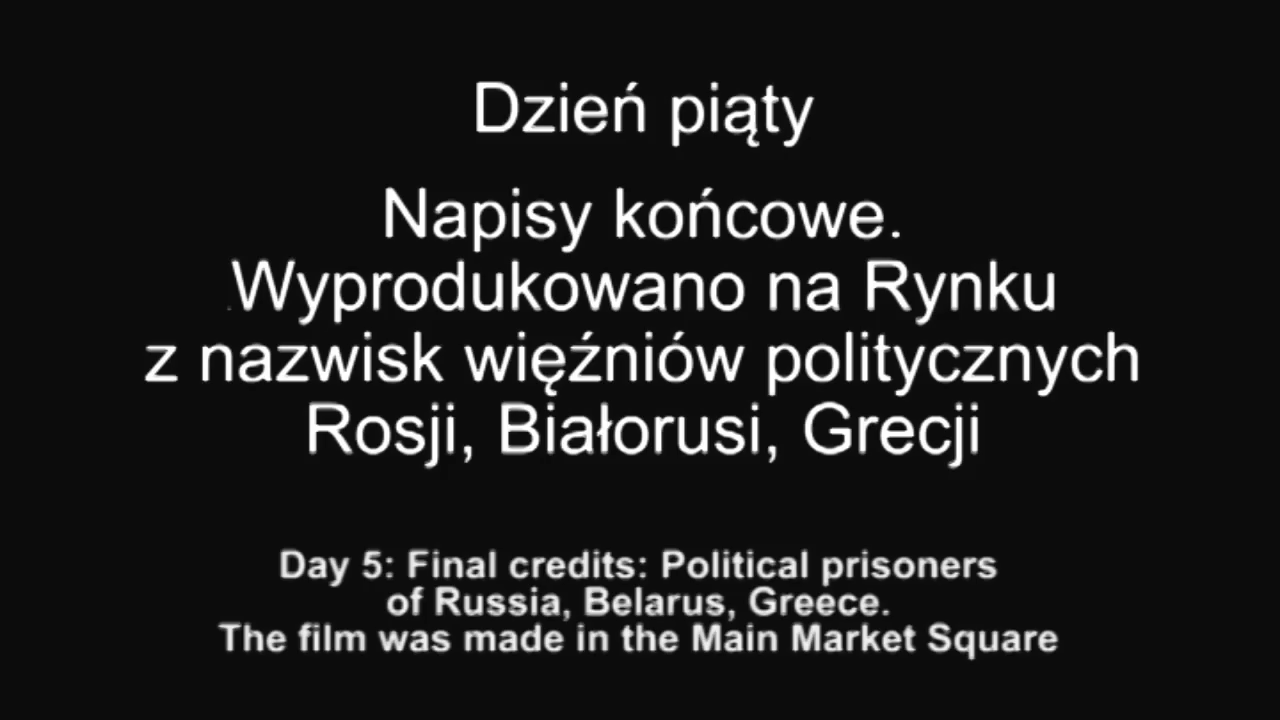 Dzień piąty
Napisy końcowe.
Wyprodukowano na Rynku
z nazwisk więźniów politycznych
Rosji, Białorusi, Grecji
Day 5: Final credits: Political prisoners
of Russia, Belarus, Greece.
The film was made in the Main Market Square